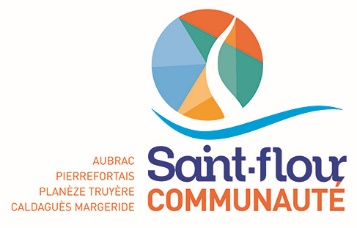 AUBRAC
PIERREFORTAIS
PLANÈZE TRUYÈRE
CALDAGUÈS MARGERIDE
Saint-flour
COMMUNAUTÉ